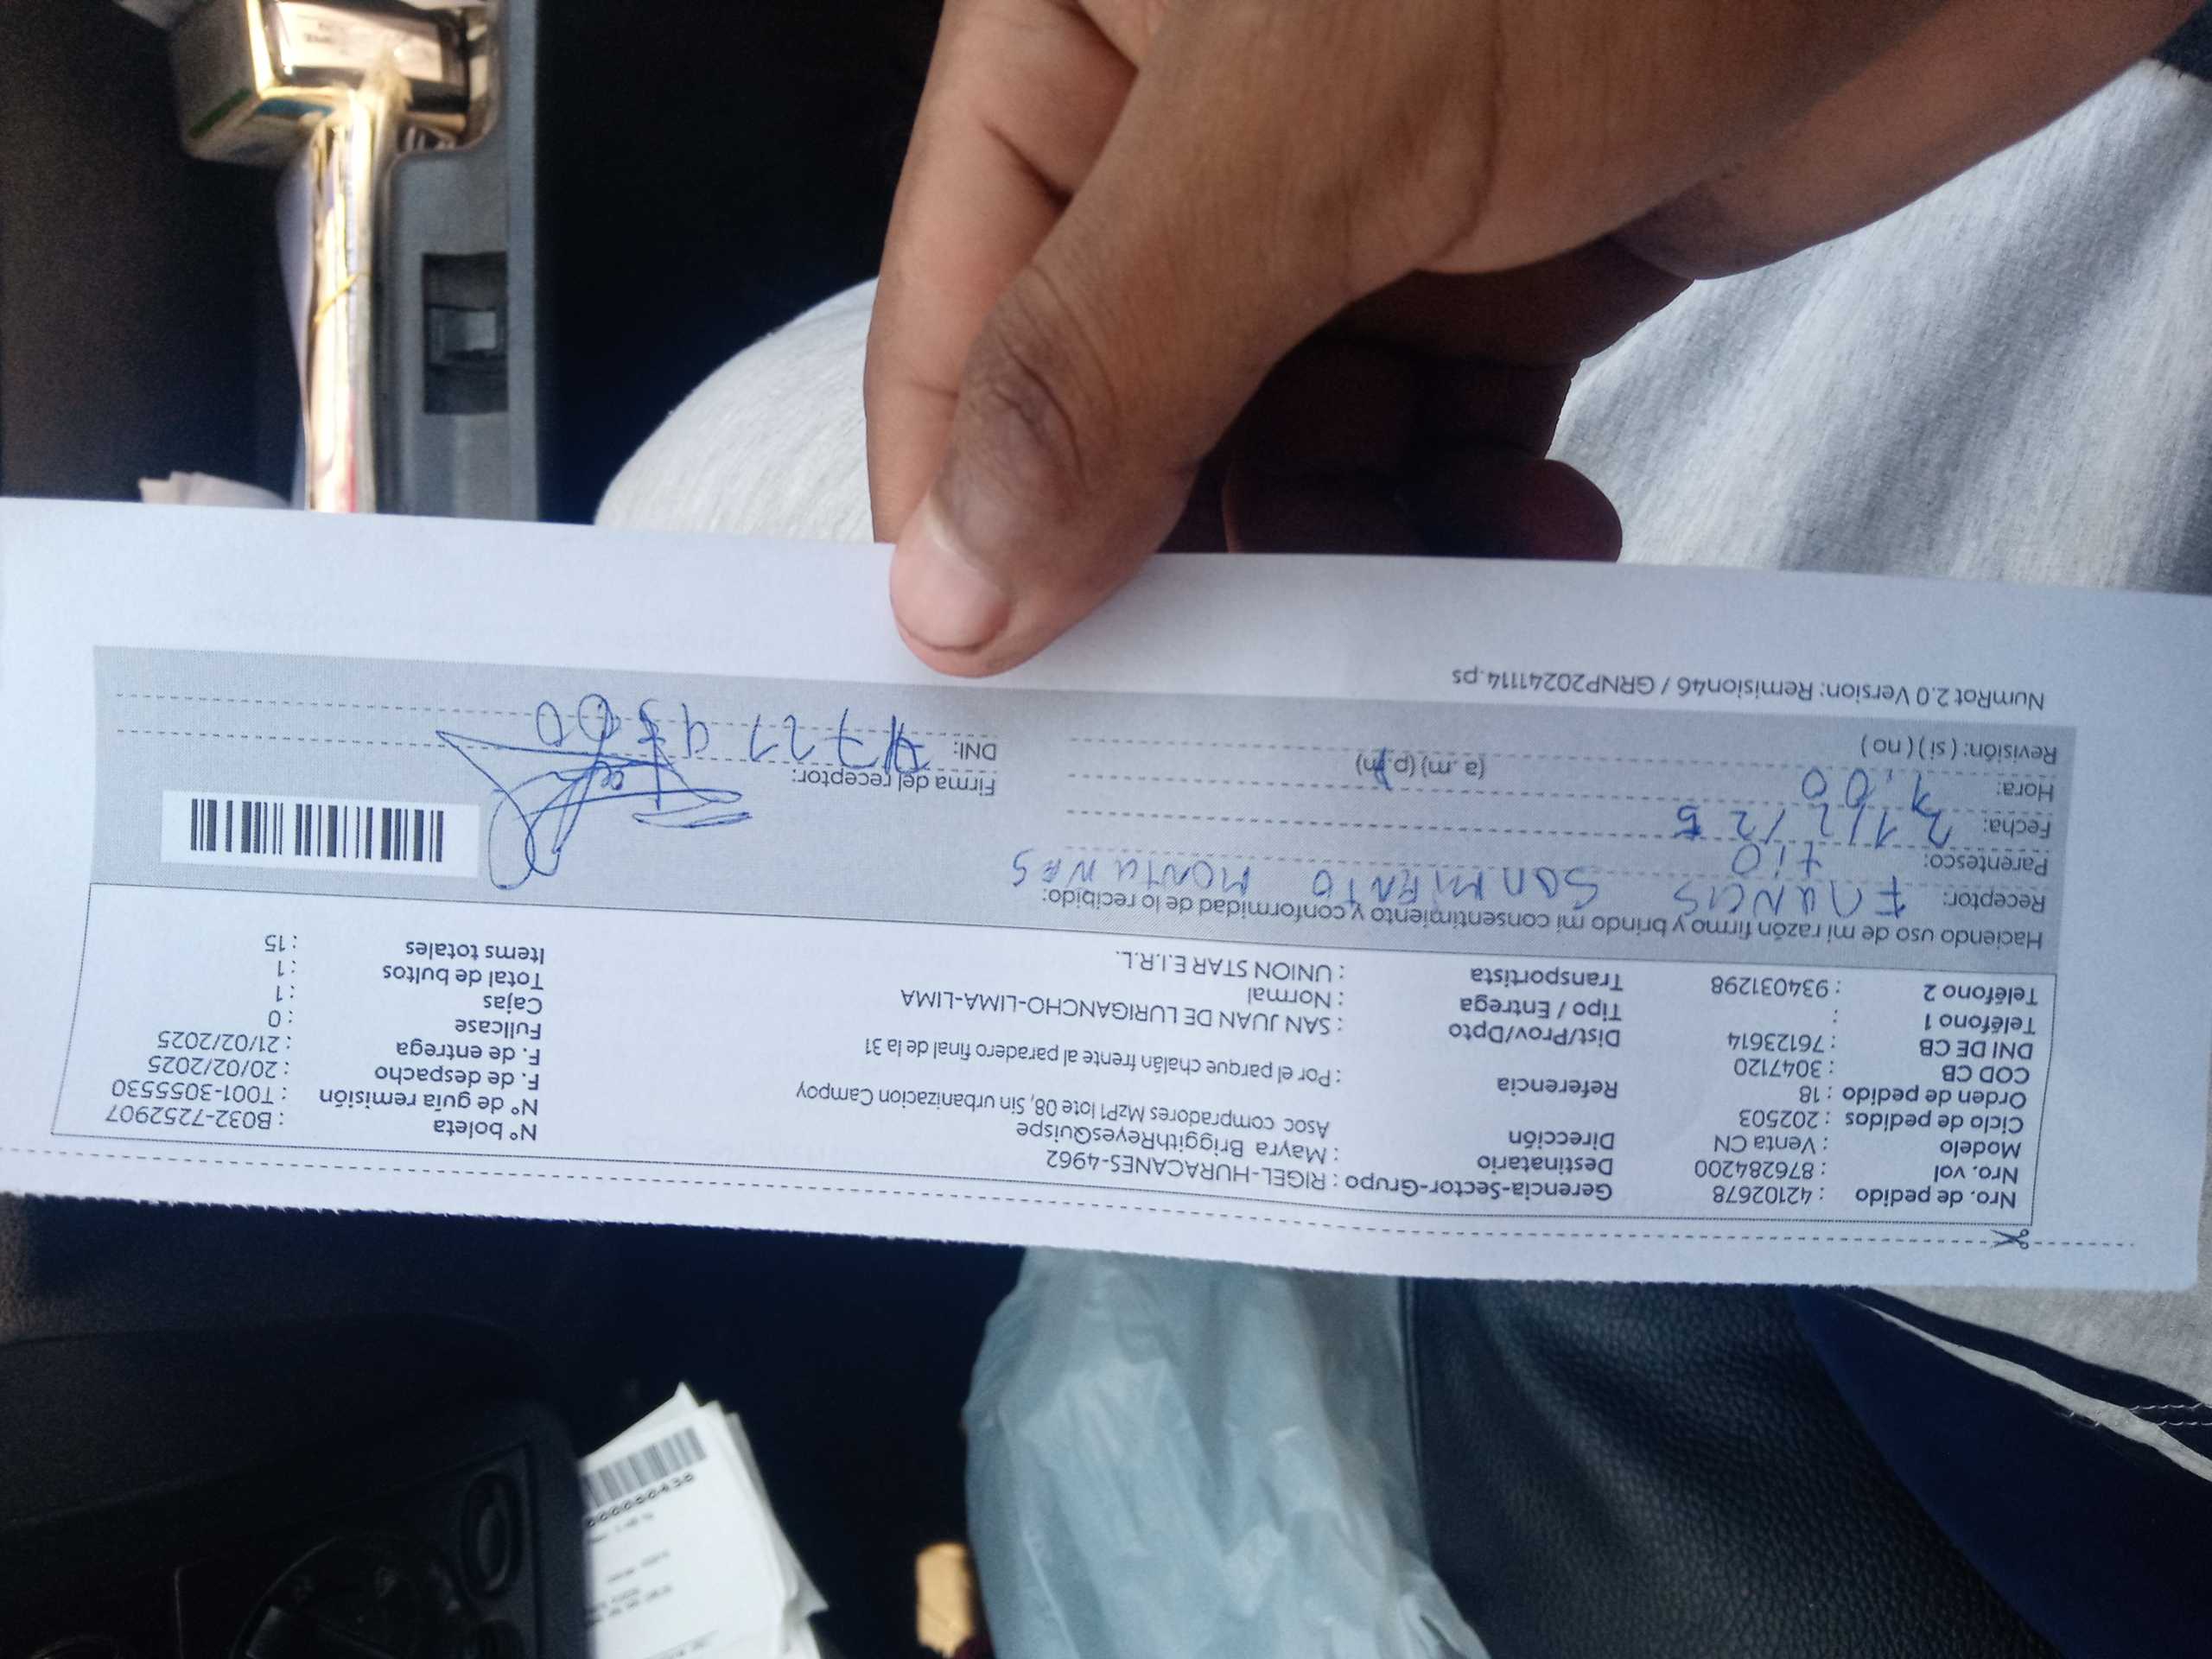 Nro. de pedido : 42102678 Gerencia-Sector-Grupo : RIGEL-HURACANES-4962 N° boleta : B032-7252907
Nro. vol : 876284200 Destinatario : Mayra BriggithReyesQuispe N° de guía remisión : T001-3055530
Modelo : Venta CN Dirección Asoc compradores MzP1 lote 08, Sin urbanizacion Campoy F. de despacho : 20/02/2025
Ciclo de pedidos : 202503 F. de entrega : 21/02/2025
Orden de pedido : 18 Referencia : Por el parque chalán frente al paradero final de la 31 Fullcase : 0
COD CB : 3047120 Cajas : 1
DNI DE CB : 76123614 Dist/Prov/Dpto : SAN JUAN DE LURIGANCHO-LIMA-LIMA Total de bultos : 1
Teléfono 1 : Tipo / Entrega : Normal Items totales : 15
Teléfono 2 : 934031298 Transportista : UNION STAR E.I.R.L.
Haciendo uso de mi razón firmo y brindo mi consentimiento y conformidad de lo recibido:
Receptor:
Parentesco: tio
Fecha: 21/2/25 Firma del receptor:
Hora: (a.m) (p.m)
Revisión: (si) (no) DNI:
NumRot 2.0 Version: Remision46 / GRNP20241114.ps